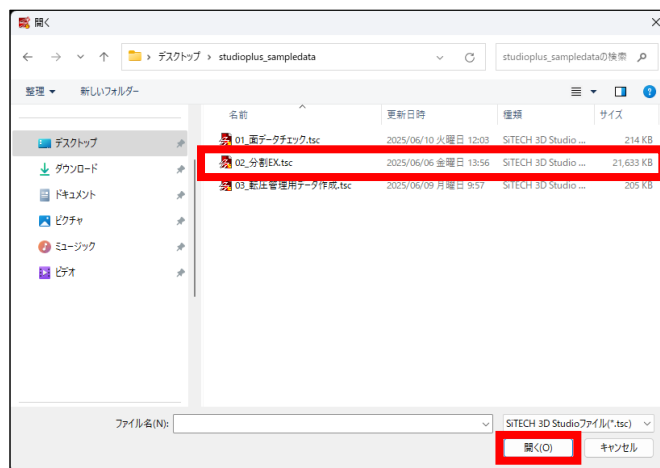 開く
デスクトップ › studioplus_sampledata
studioplus_sampledataの検索
整理 新しいフォルダー
名前 更新日時 種類 サイズ
デスクトップ
ダウンロード
ドキュメント
ピクチャ
ミュージック
ビデオ
01_面データチェック.tsc 2025/06/10 火曜日 12:03 SiTECH 3D Studio ... 214 KB
02_分割EX.tsc 2025/06/06 金曜日 13:56 SiTECH 3D Studio ... 21,633 KB
03_転圧管理用データ作成.tsc 2025/06/09 月曜日 9:57 SiTECH 3D Studio ... 205 KB
ファイル名(N): SiTECH 3D Studioファイル(*.tsc)
開く(O) キャンセル